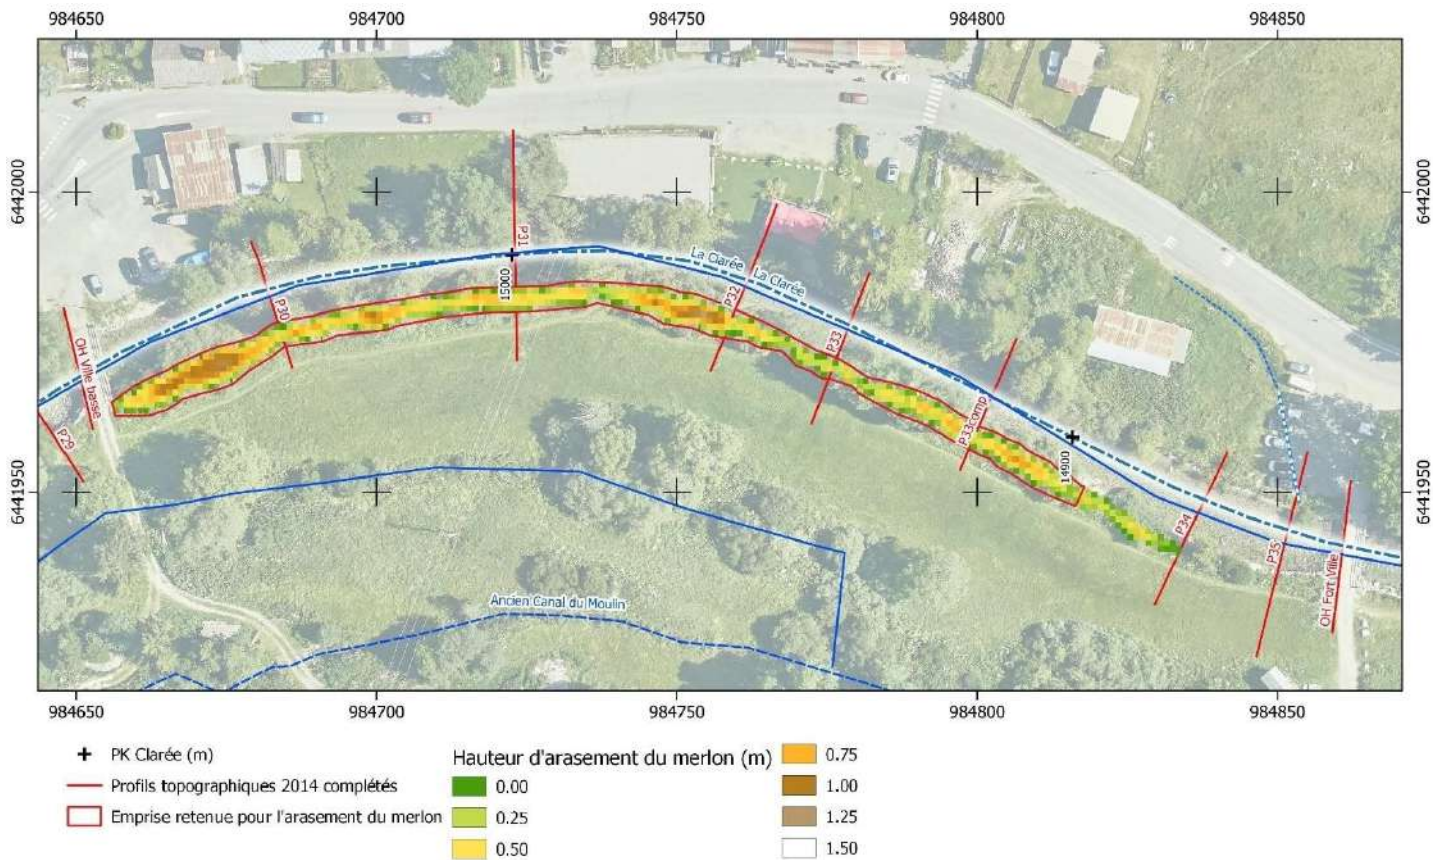 984650 984700 984750 984800 984850
6442000 6442000
P31
La Clarée La Clarée
15000
P30
P32
P33
OH Ville basse
P33comp
P29
14900
6441950 6441950
P34
P35
OH Fort Ville
Ancien Canal du Moulin
984650 984700 984750 984800 984850
PK Clarée (m)
Profils topographiques 2014 complétés
Emprise retenue pour l'arasement du merlon
Hauteur d'arasement du merlon (m)
0.00
0.25
0.50
0.75
1.00
1.25
1.50